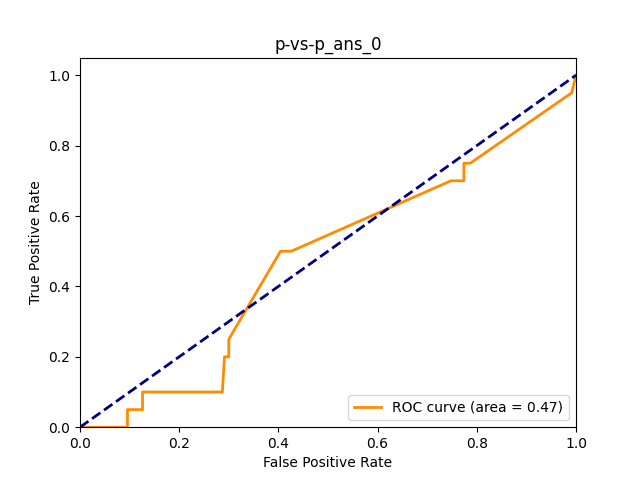 p-vs-p_ans_0
True Positive Rate
1.0
0.8
0.6
0.4
0.2
0.0
0.0 0.2 0.4 0.6 0.8 1.0
False Positive Rate
ROC curve (area = 0.47)